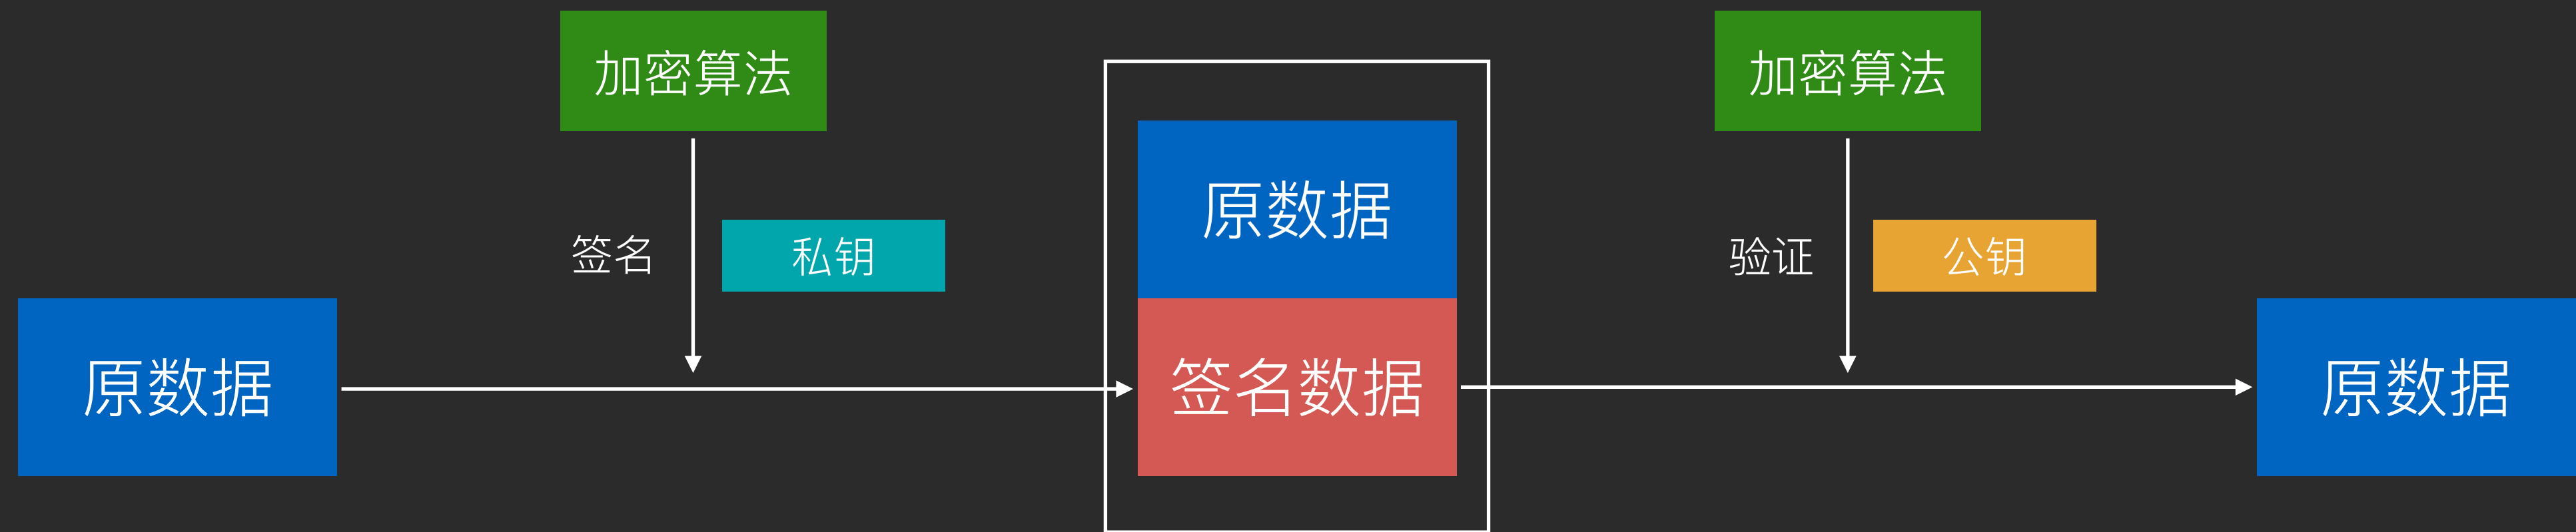 原数据
加密算法
签名
私钥
原数据
签名数据
加密算法
验证
公钥
原数据